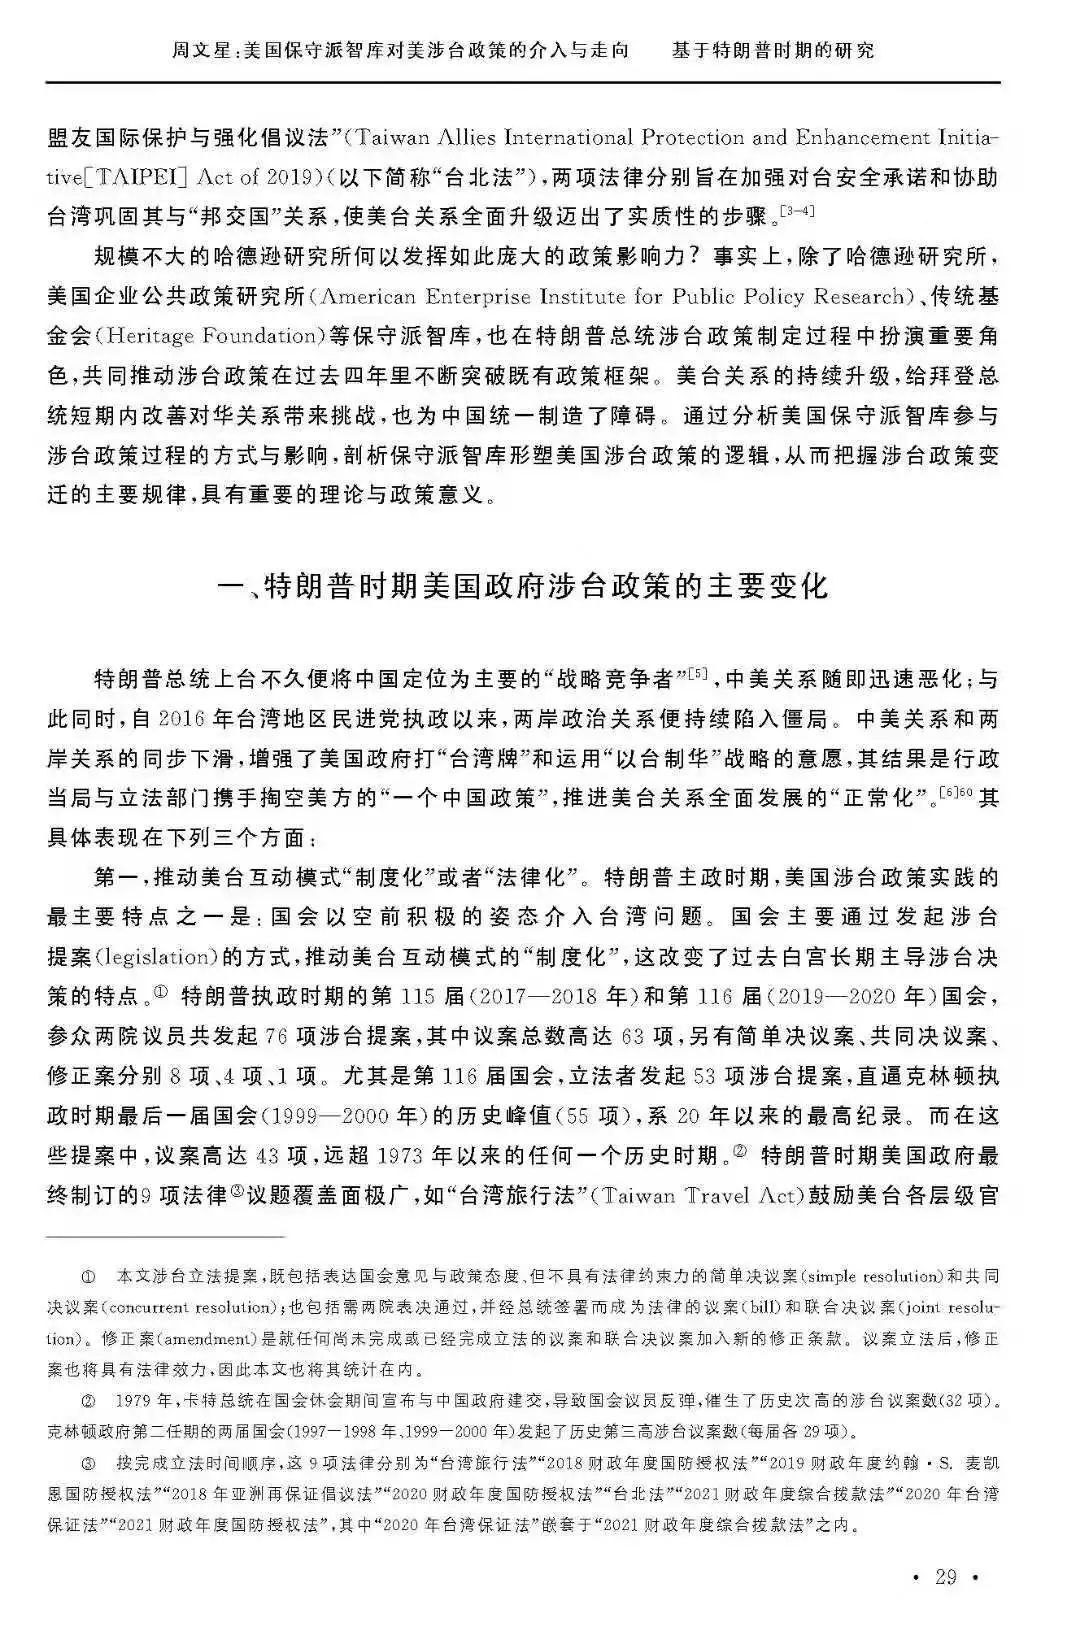 周文星:美国保守派智库对美涉台政策的介入与走向 基于特朗普时期的研究
盟友国际保护与强化倡议法”(Taiwan Allies International Protection and Enhancement Initia-
tive[TAIPEI] Act of 2019)(以下简称“台北法”),两项法律分别旨在加强对台安全承诺和协助
台湾巩固其与“邦交国”关系,使美台关系全面升级迈出了实质性的步骤。[3-4]
规模不大的哈德逊研究所何以发挥如此庞大的政策影响力? 事实上,除了哈德逊研究所,
美国企业公共政策研究所(American Enterprise Institute for Public Policy Research)、传统基
金会(Heritage Foundation)等保守派智库,也在特朗普总统涉台政策制定过程中扮演重要角
色,共同推动涉台政策在过去四年里不断突破既有政策框架。美台关系的持续升级,给拜登总
统短期内改善对华关系带来挑战,也为中国统一制造了障碍。通过分析美国保守派智库参与
涉台政策过程的方式与影响,剖析保守派智库形塑美国涉台政策的逻辑,从而把握涉台政策变
迁的主要规律,具有重要的理论与政策意义。
一、特朗普时期美国政府涉台政策的主要变化
特朗普总统上台不久便将中国定位为主要的“战略竞争者”[5],中美关系随即迅速恶化;与
此同时,自 2016 年台湾地区民进党执政以来,两岸政治关系便持续陷入僵局。中美关系和两
岸关系的同步下滑,增强了美国政府打“台湾牌”和运用“以台制华”战略的意愿,其结果是行政
当局与立法部门携手掏空美方的“一个中国政策”,推进美台关系全面发展的“正常化”。[6]60 其
具体表现在下列三个方面:
第一,推动美台互动模式“制度化”或者“法律化”。特朗普主政时期,美国涉台政策实践的
最主要特点之一是:国会以空前积极的姿态介入台湾问题。国会主要通过发起涉台
提案(legislation)的方式,推动美台互动模式的“制度化”,这改变了过去白宫长期主导涉台决
策的特点。① 特朗普执政时期的第 115 届(2017—2018 年)和第 116 届(2019—2020 年)国会,
参众两院议员共发起 76 项涉台提案,其中议案总数高达 63 项,另有简单决议案、共同决议案、
修正案分别 8 项、4 项、1 项。尤其是第 116 届国会,立法者发起 53 项涉台提案,直逼克林顿执
政时期最后一届国会(1999—2000 年)的历史峰值(55 项),系 20 年以来的最高纪录。而在这
些提案中,议案高达 43 项,远超 1973 年以来的任何一个历史时期。② 特朗普时期美国政府最
终制订的9 项法律③议题覆盖面极广,如“台湾旅行法”(Taiwan Travel Act)鼓励美台各层级官
① 本文涉台立法提案,既包括表达国会意见与政策态度、但不具有法律约束力的简单决议案(simple resolution)和共同
决议案(concurrent resolution);也包括需两院表决通过,并经总统签署而成为法律的议案(bill)和联合决议案(joint resolu-
tion)。修正案(amendment)是就任何尚未完成或已经完成立法的议案和联合决议案加入新的修正条款。议案立法后,修正
案也将具有法律效力,因此本文也将其统计在内。
② 1979 年,卡特总统在国会休会期间宣布与中国政府建交,导致国会议员反弹,催生了历史次高的涉台议案数(32 项)。
克林顿政府第二任期的两届国会(1997—1998 年、1999—2000 年)发起了历史第三高涉台议案数(每届各 29 项)。
③ 按完成立法时间顺序,这 9 项法律分别为“台湾旅行法”“2018 财政年度国防授权法”“2019 财政年度约翰·S. 麦凯
恩国防授权法”“2018 年亚洲再保证倡议法”“2020 财政年度国防授权法”“台北法”“2021 财政年度综合拨款法”“2020 年台湾
保证法”“2021 财政年度国防授权法”,其中“2020 年台湾保证法”嵌套于“2021 财政年度综合拨款法”之内。
· 29 ·